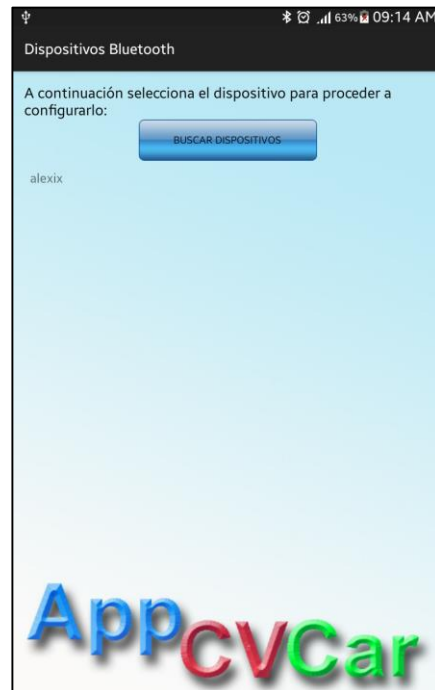 63% 09:14 AM
Dispositivos Bluetooth
A continuación selecciona el dispositivo para proceder a
configurarlo:
BUSCAR DISPOSITIVOS
alexix
AppCVCar